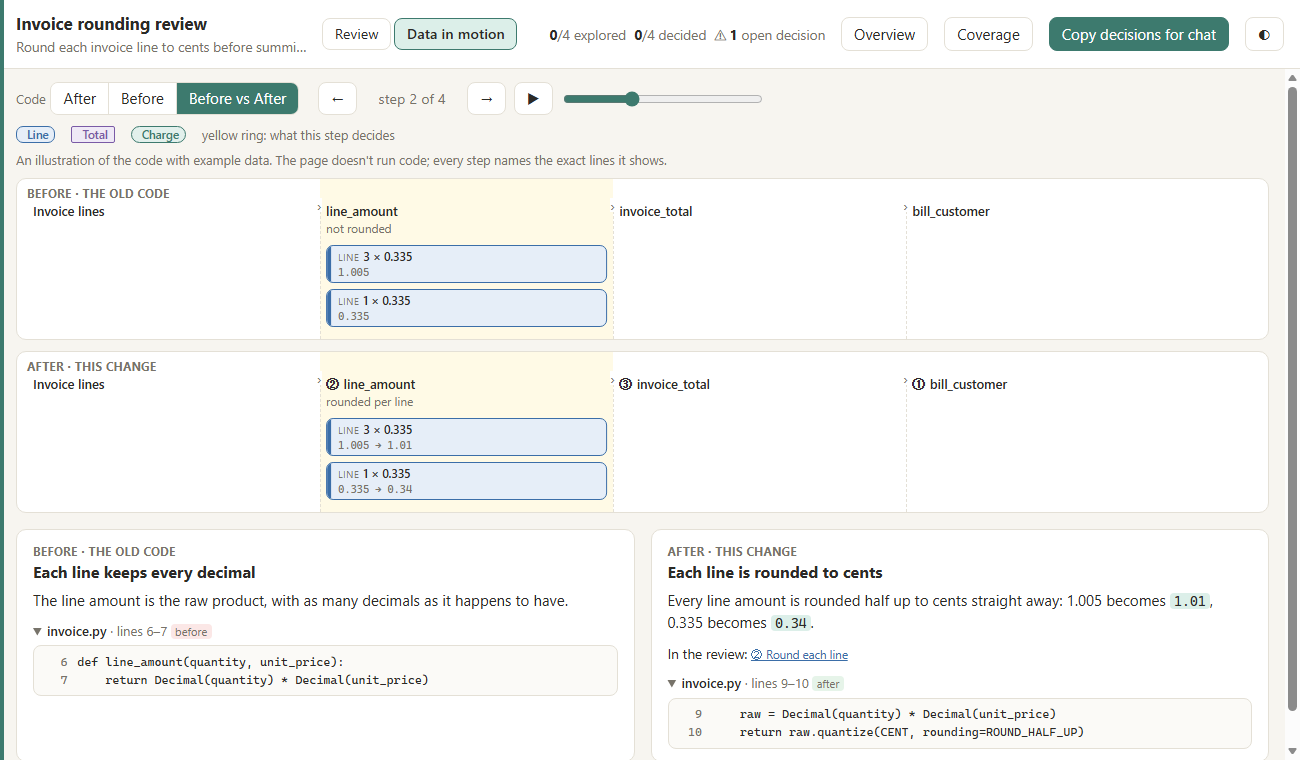 Invoice rounding review
Round each invoice line to cents before summi...
Review
Data in motion
0/4 explored 0/4 decided ⚠ 1 open decision
Overview
Coverage
Copy decisions for chat
◐
Code
After
Before
Before vs After
←
step 2 of 4
→
▶
Line
Total
Charge
yellow ring: what this step decides
An illustration of the code with example data. The page doesn't run code; every step names the exact lines it shows.
BEFORE · THE OLD CODE
Invoice lines
› line_amount
not rounded
LINE 3 × 0.335
1.005
LINE 1 × 0.335
0.335
› invoice_total
› bill_customer
AFTER · THIS CHANGE
Invoice lines
› ② line_amount
rounded per line
LINE 3 × 0.335
1.005 → 1.01
LINE 1 × 0.335
0.335 → 0.34
› ③ invoice_total
› ① bill_customer
BEFORE · THE OLD CODE
Each line keeps every decimal
The line amount is the raw product, with as many decimals as it happens to have.
▼ invoice.py · lines 6–7 before
6 def line_amount(quantity, unit_price):
7     return Decimal(quantity) * Decimal(unit_price)
AFTER · THIS CHANGE
Each line is rounded to cents
Every line amount is rounded half up to cents straight away: 1.005 becomes 1.01,
0.335 becomes 0.34.
In the review: ② Round each line
▼ invoice.py · lines 9–10 after
9     raw = Decimal(quantity) * Decimal(unit_price)
10     return raw.quantize(CENT, rounding=ROUND_HALF_UP)